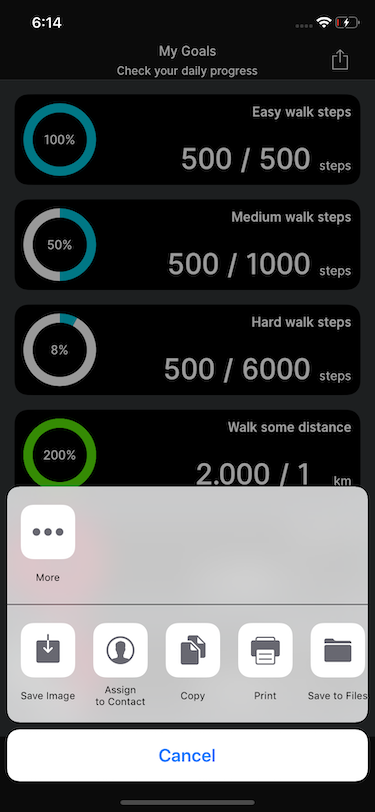 6:14
My Goals
Check your daily progress
Easy walk steps
100%
500 / 500 steps
Medium walk steps
50%
500 / 1000 steps
Hard walk steps
8%
500 / 6000 steps
Walk some distance
200%
2.000 / 1 km
More
Save Image
Assign
to Contact
Copy
Print
Save to Files
Cancel